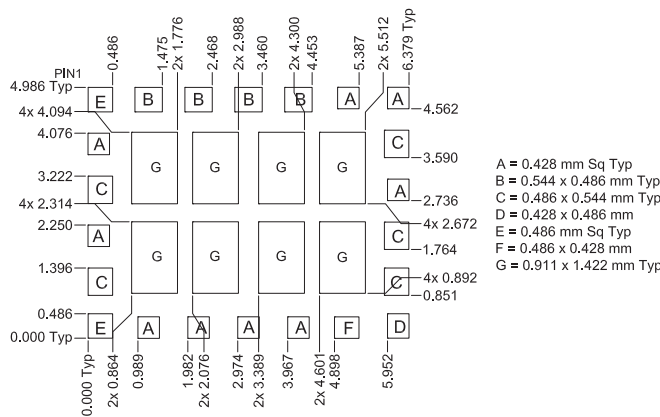 0.486
1.475
2x 1.776
2.468
2x 2.988
3.460
2x 4.300
4.453
5.387
2x 5.512
6.379 Typ
PIN1
4.986 Typ
E
B
B
B
B
A
A
4x 4.094
4.562
4.076
A
C
3.590
G
G
G
G
3.222
C
A
2.736
4x 2.314
4x 2.672
2.250
A
C
1.764
G
G
G
G
1.396
C
C
4x 0.892
0.851
0.486
E
A
A
A
A
F
D
0.000 Typ
0.000 Typ
2x 0.864
0.989
1.982
2x 2.076
2.974
2x 3.389
3.967
2x 4.601
4.898
5.952
A = 0.428 mm Sq Typ
B = 0.544 x 0.486 mm Typ
C = 0.486 x 0.544 mm Typ
D = 0.428 x 0.486 mm
E = 0.486 mm Sq Typ
F = 0.486 x 0.428 mm
G = 0.911 x 1.422 mm Typ